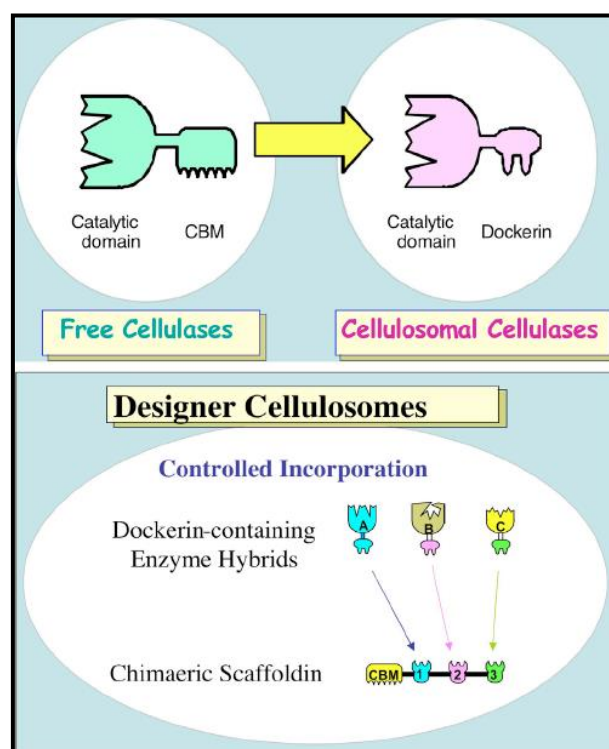 Catalytic
domain
CBM
Catalytic
domain
Dockerin
Free Cellulases
Cellulosomal Cellulases
Designer Cellulosomes
Controlled Incorporation
Dockerin-containing
Enzyme Hybrids
A
B
C
Chimaeric Scaffoldin
CBM
1
2
3